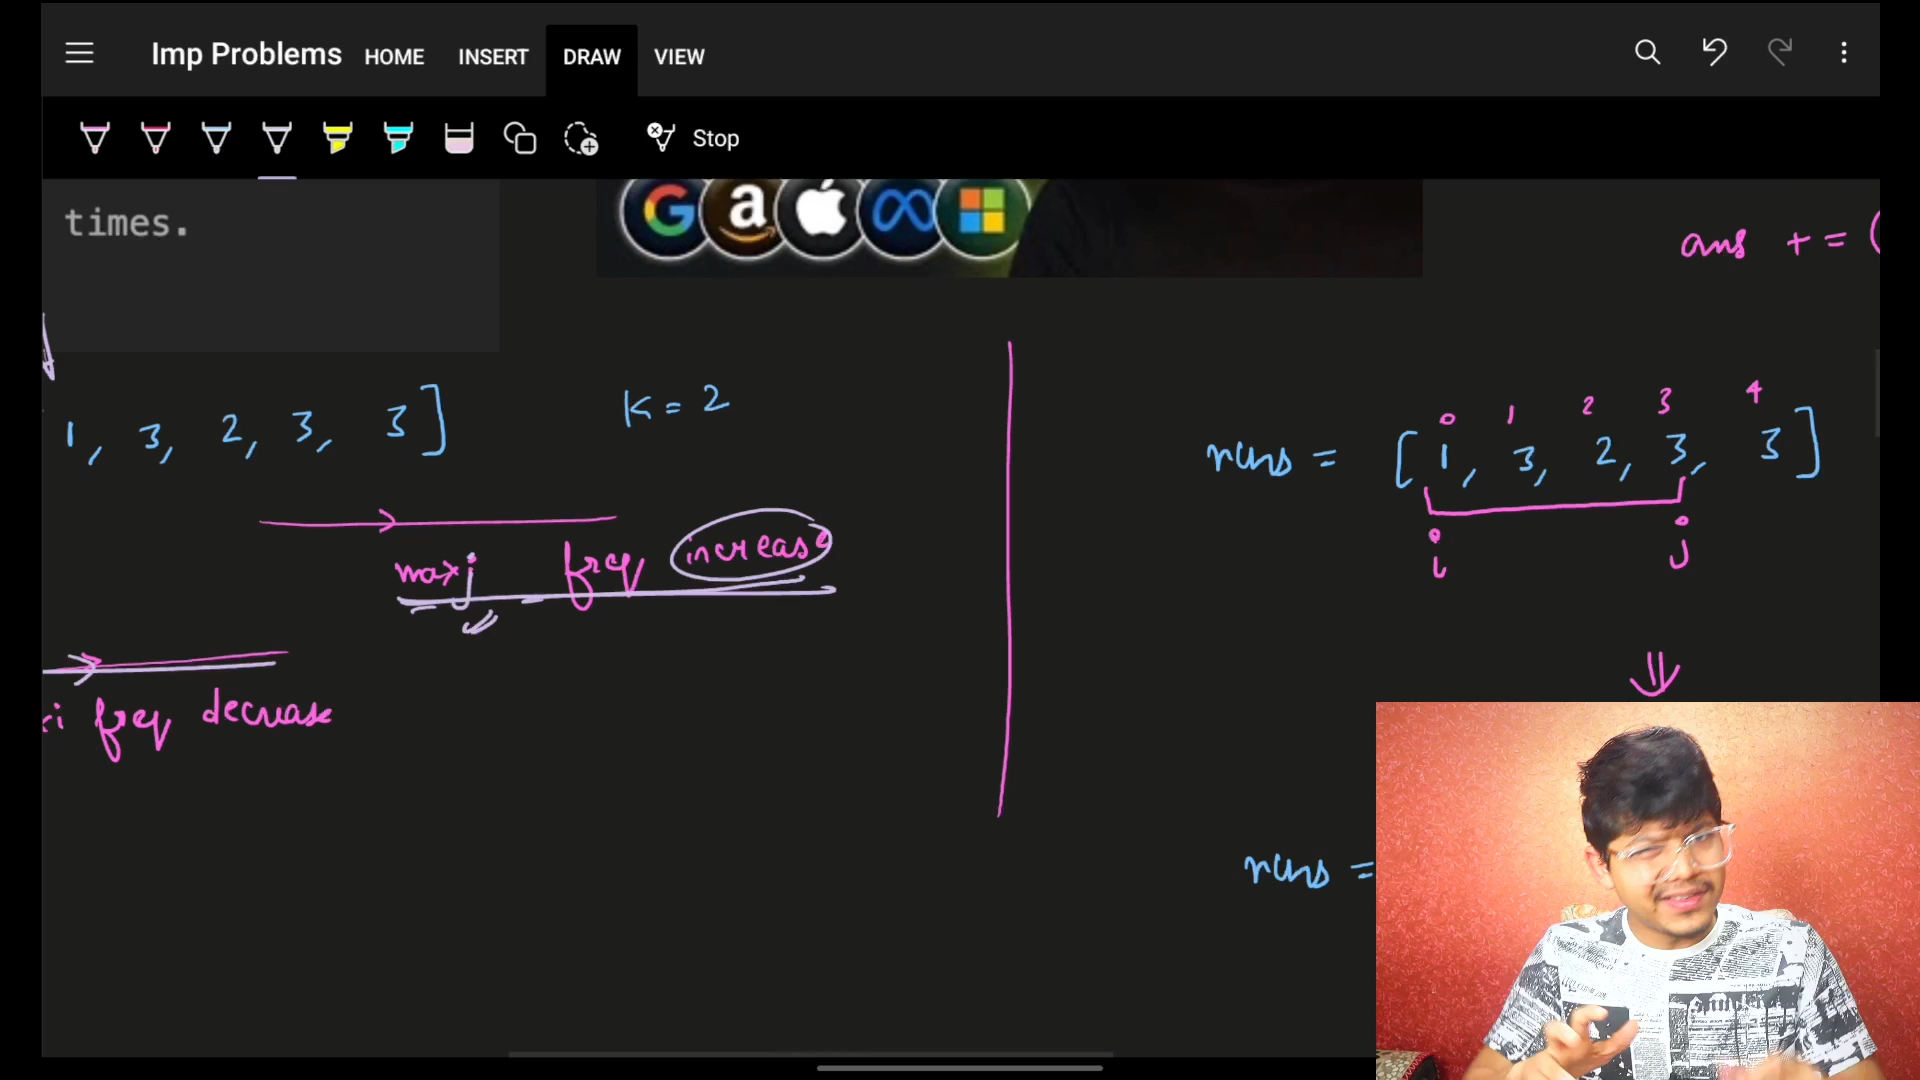 Imp Problems HOME INSERT DRAW VIEW
Stop
times.
ans + = (
1, 3, 2, 3, 3]
K = 2
0 1 2 3 4
nums = [1, 3, 2, 3, 3]
maxj freq increase
i j
i freq decrease
nums =